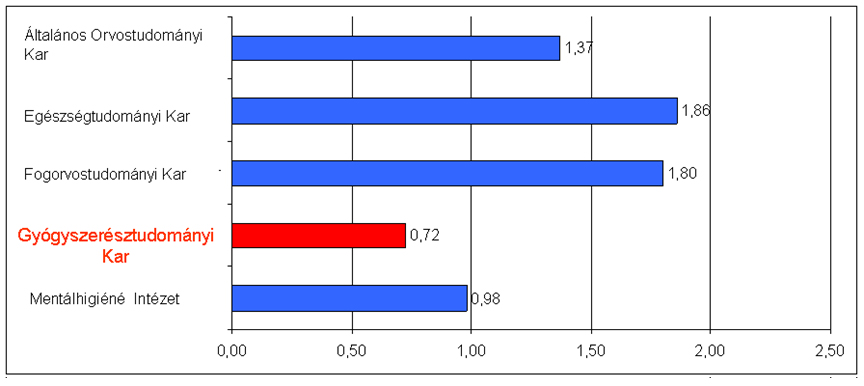 Általános Orvostudományi
Kar
1,37
Egészségtudományi Kar
1,86
Fogorvostudományi Kar
1,80
Gyógyszerésztudományi
Kar
0,72
Mentálhigiéné Intézet
0,98
0,00 0,50 1,00 1,50 2,00 2,50